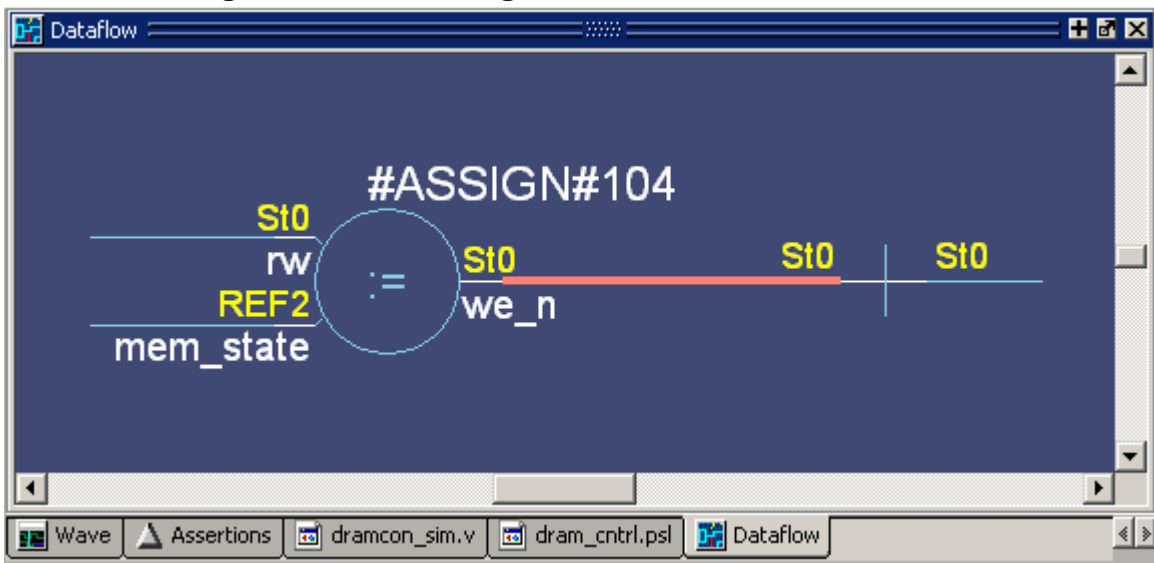 Dataflow
#ASSIGN#104
St0
rw
REF2
mem_state
:=
St0
we_n
St0
St0
Wave Assertions dramcon_sim.v dram_cntrl.psl Dataflow